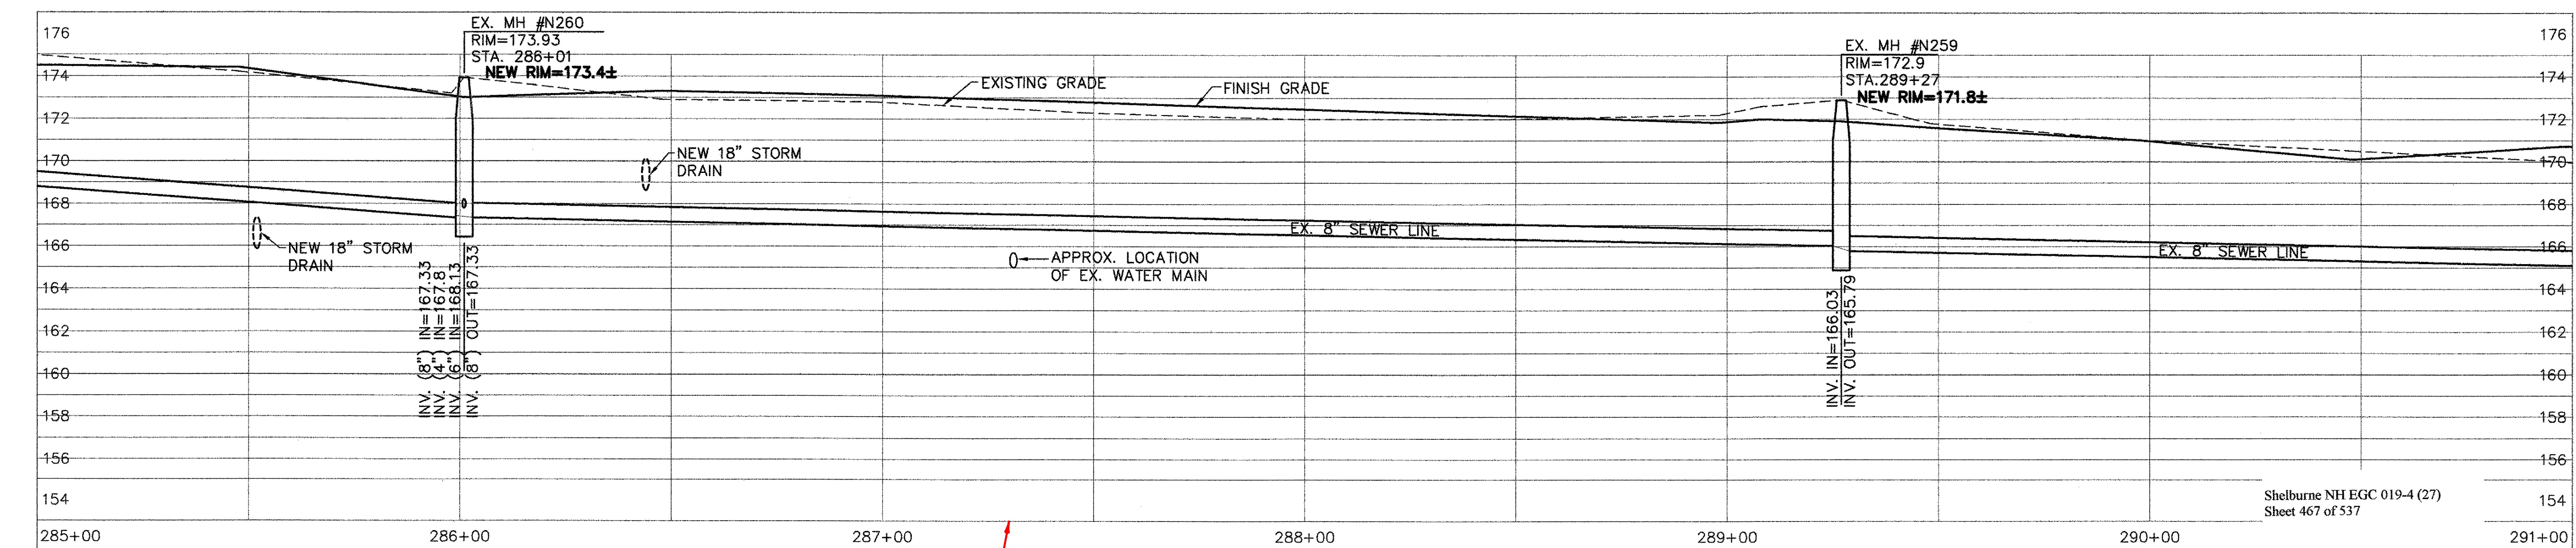 EX. MH #N260
RIM=173.93
STA. 286+01
NEW RIM=173.4±
EX. MH #N259
RIM=172.9
STA.289+27
NEW RIM=171.8±
176
174
172
170
168
166
164
162
160
158
156
154
EXISTING GRADE
FINISH GRADE
NEW 18" STORM
DRAIN
NEW 18" STORM
DRAIN
EX. 8" SEWER LINE
APPROX. LOCATION
OF EX. WATER MAIN
EX. 8" SEWER LINE
INV. (8") IN=167.33
INV. (4") IN=167.8
INV. (6") IN=168.13
INV. (8") OUT=167.33
INV. IN=166.03
INV. OUT=165.79
176
174
172
170
168
166
164
162
160
158
156
154
Shelburne NH EGC 019-4 (27)
Sheet 467 of 537
285+00
286+00
287+00
288+00
289+00
290+00
291+00